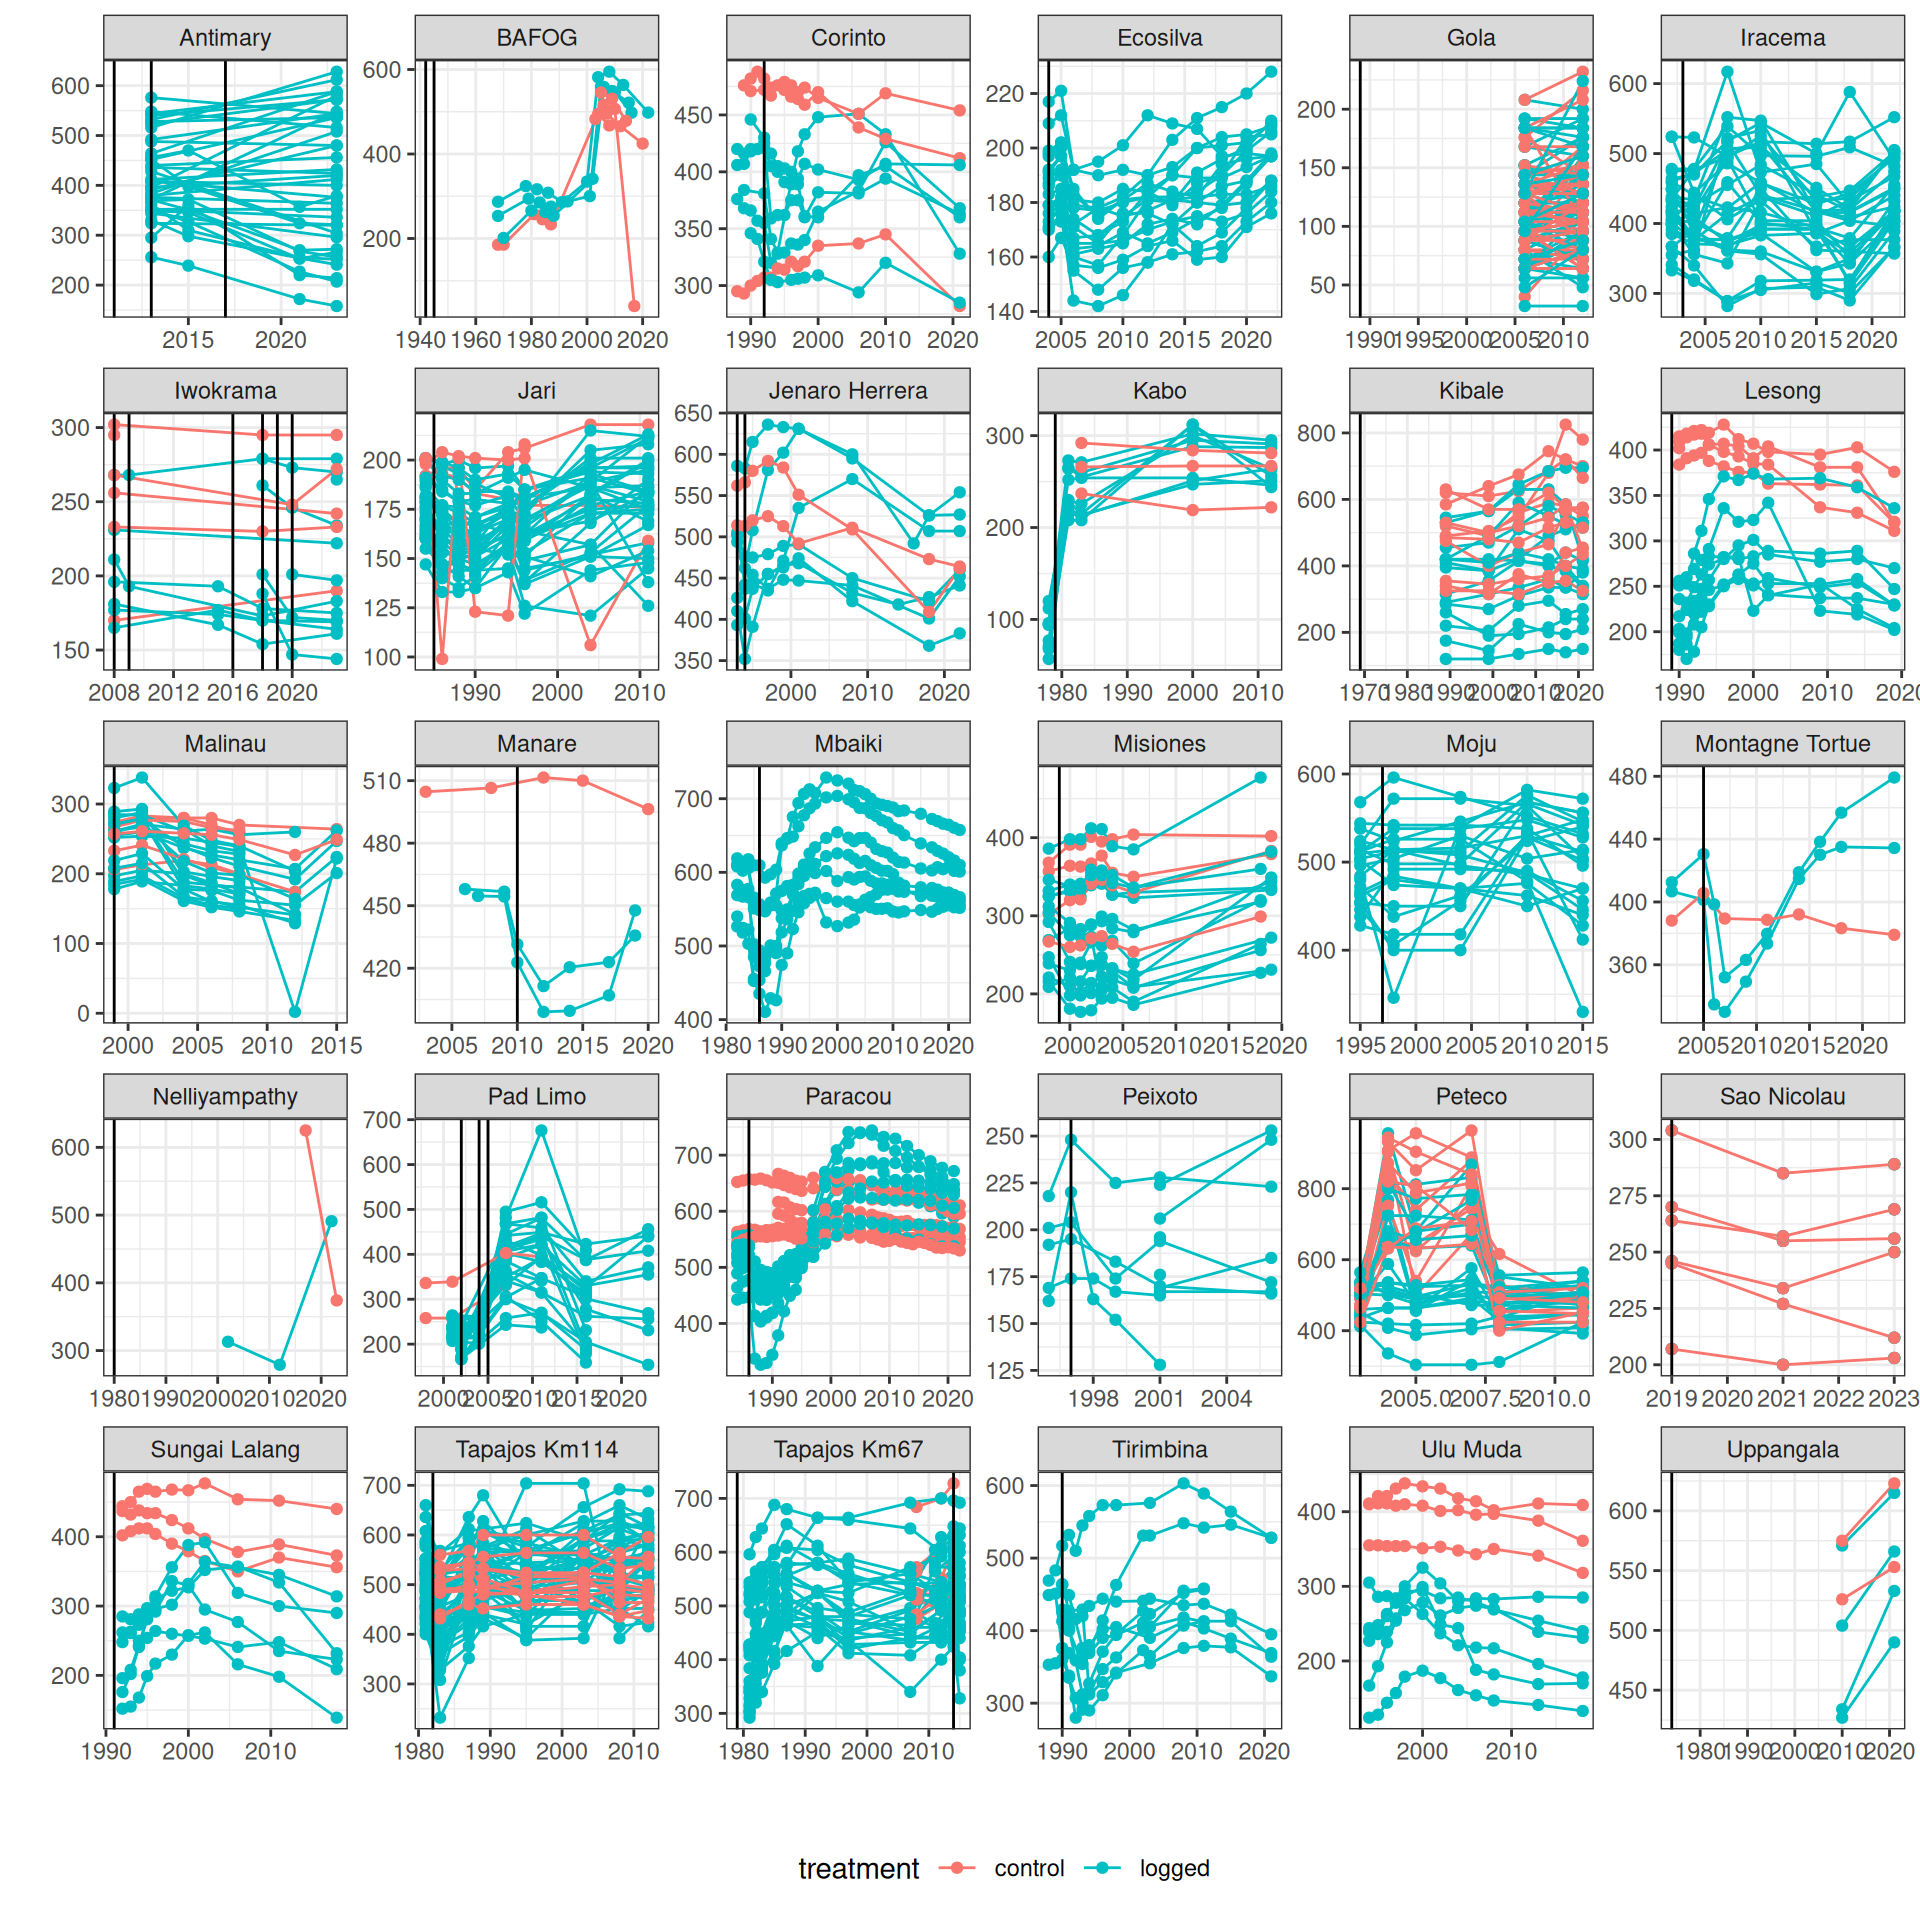 Antimary BAFOG Corinto Ecosilva Gola Iracema
600 500 400 300 200
600 400 200
450 400 350 300
220 200 180 160 140
200 150 100 50
600 500 400 300
2015 2020
1940 1960 1980 2000 2020
1990 2000 2010 2020
2005 2010 2015 2020
1990 1995 2000 2005 2010
2005 2010 2015 2020
Iwokrama Jari Jenaro Herrera Kabo Kibale Lesong
300 250 200 150
200 175 150 125 100
650 600 550 500 450 400 350
300 200 100
800 600 400 200
400 350 300 250 200
2008 2012 2016 2020
1990 2000 2010
2000 2010 2020
1980 1990 2000 2010
1970 1980 1990 2000 2010 2020
1990 2000 2010 2020
Malinau Manare Mbaiki Misiones Moju Montagne Tortue
300 200 100 0
510 480 450 420
700 600 500 400
400 300 200
600 500 400
480 440 400 360
2000 2005 2010 2015
2005 2010 2015 2020
1980 1990 2000 2010 2020
2000 2005 2010 2015 2020
1995 2000 2005 2010 2015
2005 2010 2015 2020
Nelliyampathy Pad Limo Paracou Peixoto Peteco Sao Nicolau
600 500 400 300
700 600 500 400 300 200
700 600 500 400
250 225 200 175 150 125
800 600 400
300 275 250 225 200
1980 1990 2000 2010 2020
2000 2005 2010 2015 2020
1990 2000 2010 2020
1998 2001 2004
2005.0 2007.5 2010.0
2019 2020 2021 2022 2023
Sungai Lalang Tapajos Km114 Tapajos Km67 Tirimbina Ulu Muda Uppangala
400 300 200
700 600 500 400 300
700 600 500 400 300
600 500 400 300
400 300 200
600 550 500 450
1990 2000 2010
1980 1990 2000 2010
1980 1990 2000 2010
1990 2000 2010 2020
2000 2010
1980 1990 2000 2010 2020
treatment control logged